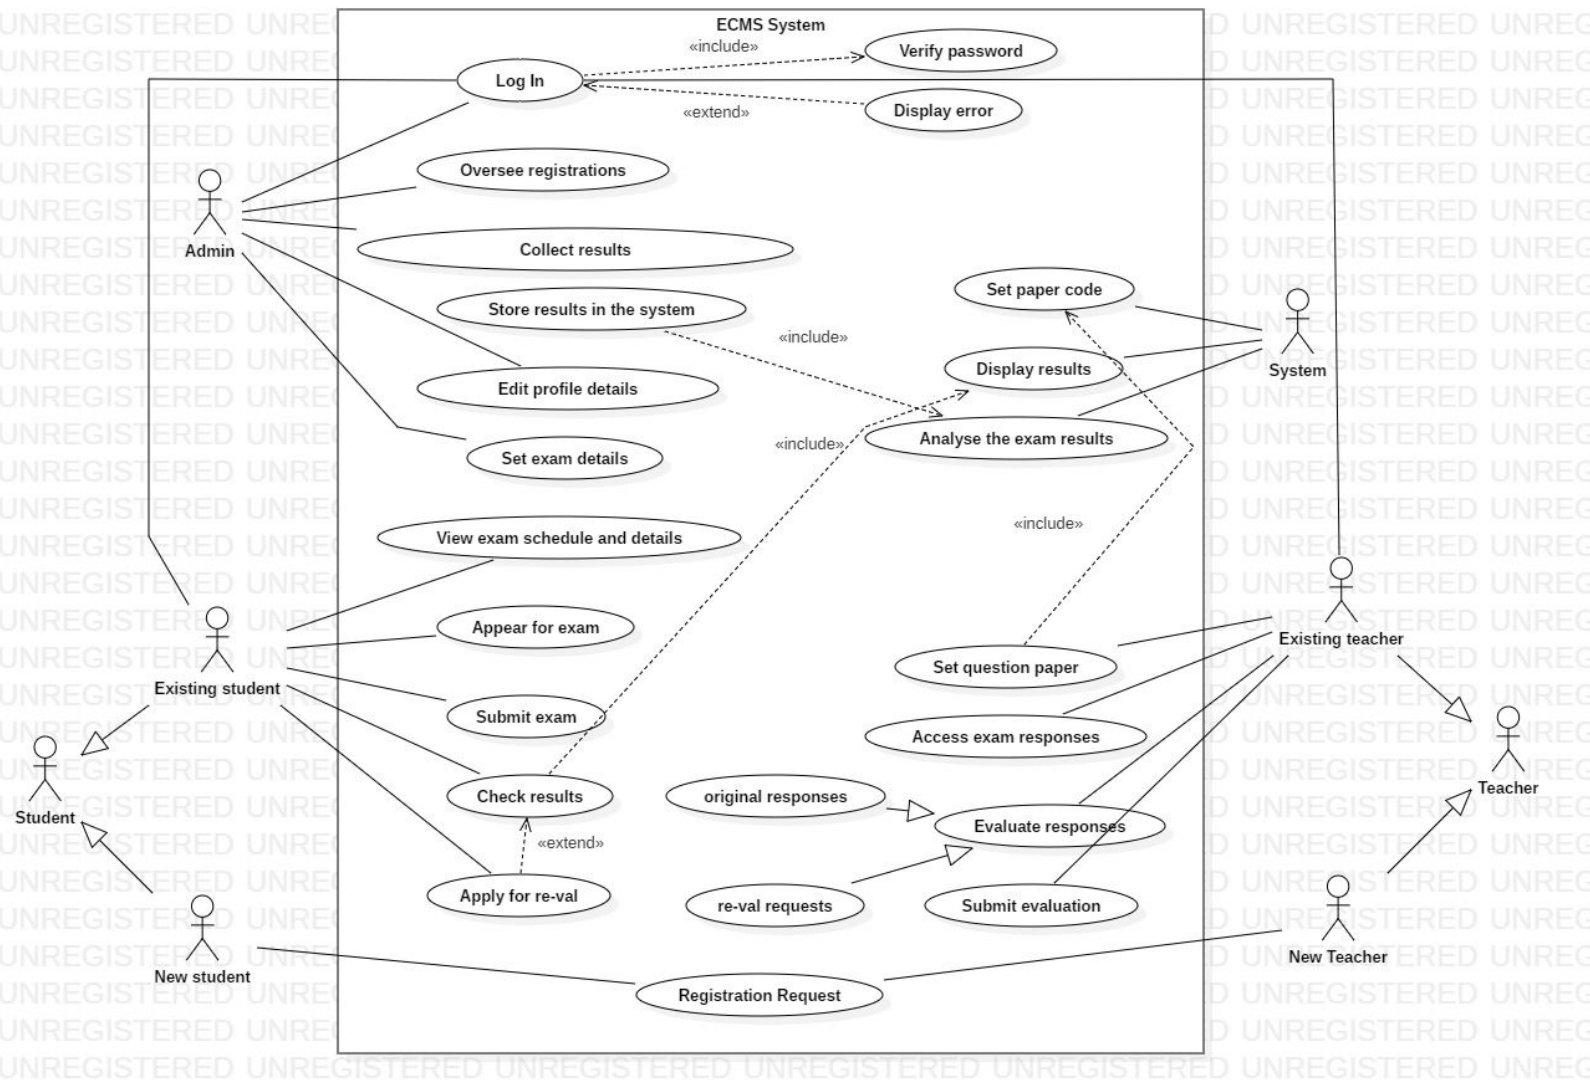 ECMS System
«include»
Verify password
Log In
«extend»
Display error
Oversee registrations
Admin
Collect results
Set paper code
Store results in the system
«include»
Display results
System
Edit profile details
«include»
Analyse the exam results
Set exam details
«include»
View exam schedule and details
Appear for exam
Existing teacher
Set question paper
Existing student
Submit exam
Access exam responses
Check results
original responses
Teacher
Student
Evaluate responses
«extend»
Apply for re-val
re-val requests
Submit evaluation
New student
New Teacher
Registration Request
UNREGISTERED